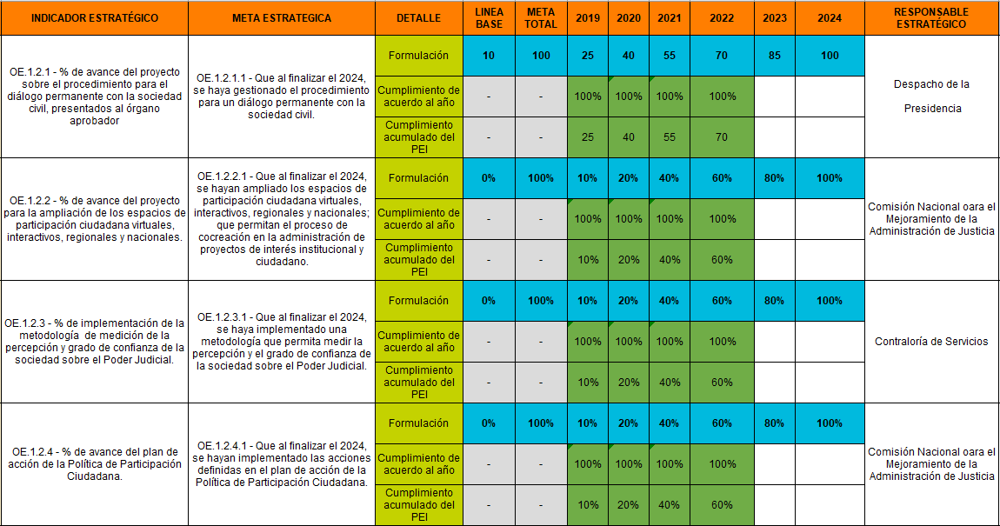 INDICADOR ESTRATÉGICO META ESTRATEGICA DETALLE LINEA BASE META TOTAL 2019 2020 2021 2022 2023 2024 RESPONSABLE ESTRATÉGICO
OE.1.2.1 - % de avance del proyecto
sobre el procedimiento para el
diálogo permanente con la sociedad
civil, presentados al órgano
aprobador
OE.1.2.1.1 - Que al finalizar el 2024,
se haya gestionado el procedimiento
para un diálogo permanente con la
sociedad civil.
Formulación 10 100 25 40 55 70 85 100
Cumplimiento de
acuerdo al año - - 100% 100% 100% 100%
Cumplimiento
acumulado del
PEI - - 25 40 55 70
Despacho de la
Presidencia
OE.1.2.2 - % de avance del proyecto
para la ampliación de los espacios de
participación ciudadana virtuales,
interactivos, regionales y nacionales.
OE.1.2.2.1 - Que al finalizar el 2024,
se hayan ampliado los espacios de
participación ciudadana virtuales,
interactivos, regionales y nacionales;
que permitan el proceso de
cocreación en la administración de
proyectos de interés institucional y
ciudadano.
Formulación 0% 100% 10% 20% 40% 60% 80% 100%
Cumplimiento de
acuerdo al año - - 100% 100% 100% 100%
Cumplimiento
acumulado del
PEI - - 10% 20% 40% 60%
Comisión Nacional oara el
Mejoramiento de la
Administración de Justicia
OE.1.2.3 - % de implementación de la
metodología de medición de la
percepción y grado de confianza de la
sociedad sobre el Poder Judicial.
OE.1.2.3.1 - Que al finalizar el 2024,
se haya implementado una
metodología que permita medir la
percepción y el grado de confianza de
la sociedad sobre el Poder Judicial.
Formulación 0% 100% 10% 20% 40% 60% 80% 100%
Cumplimiento de
acuerdo al año - - 100% 100% 100% 100%
Cumplimiento
acumulado del
PEI - - 10% 20% 40% 60%
Contraloría de Servicios
OE.1.2.4 - % de avance del plan de
acción de la Política de Participación
Ciudadana.
OE.1.2.4.1 - Que al finalizar el 2024,
se hayan implementado las acciones
definidas en el plan de acción de la
Política de Participación Ciudadana.
Formulación 0% 100% 10% 20% 40% 60% 80% 100%
Cumplimiento de
acuerdo al año - - 100% 100% 100% 100%
Cumplimiento
acumulado del
PEI - - 10% 20% 40% 60%
Comisión Nacional oara el
Mejoramiento de la
Administración de Justicia